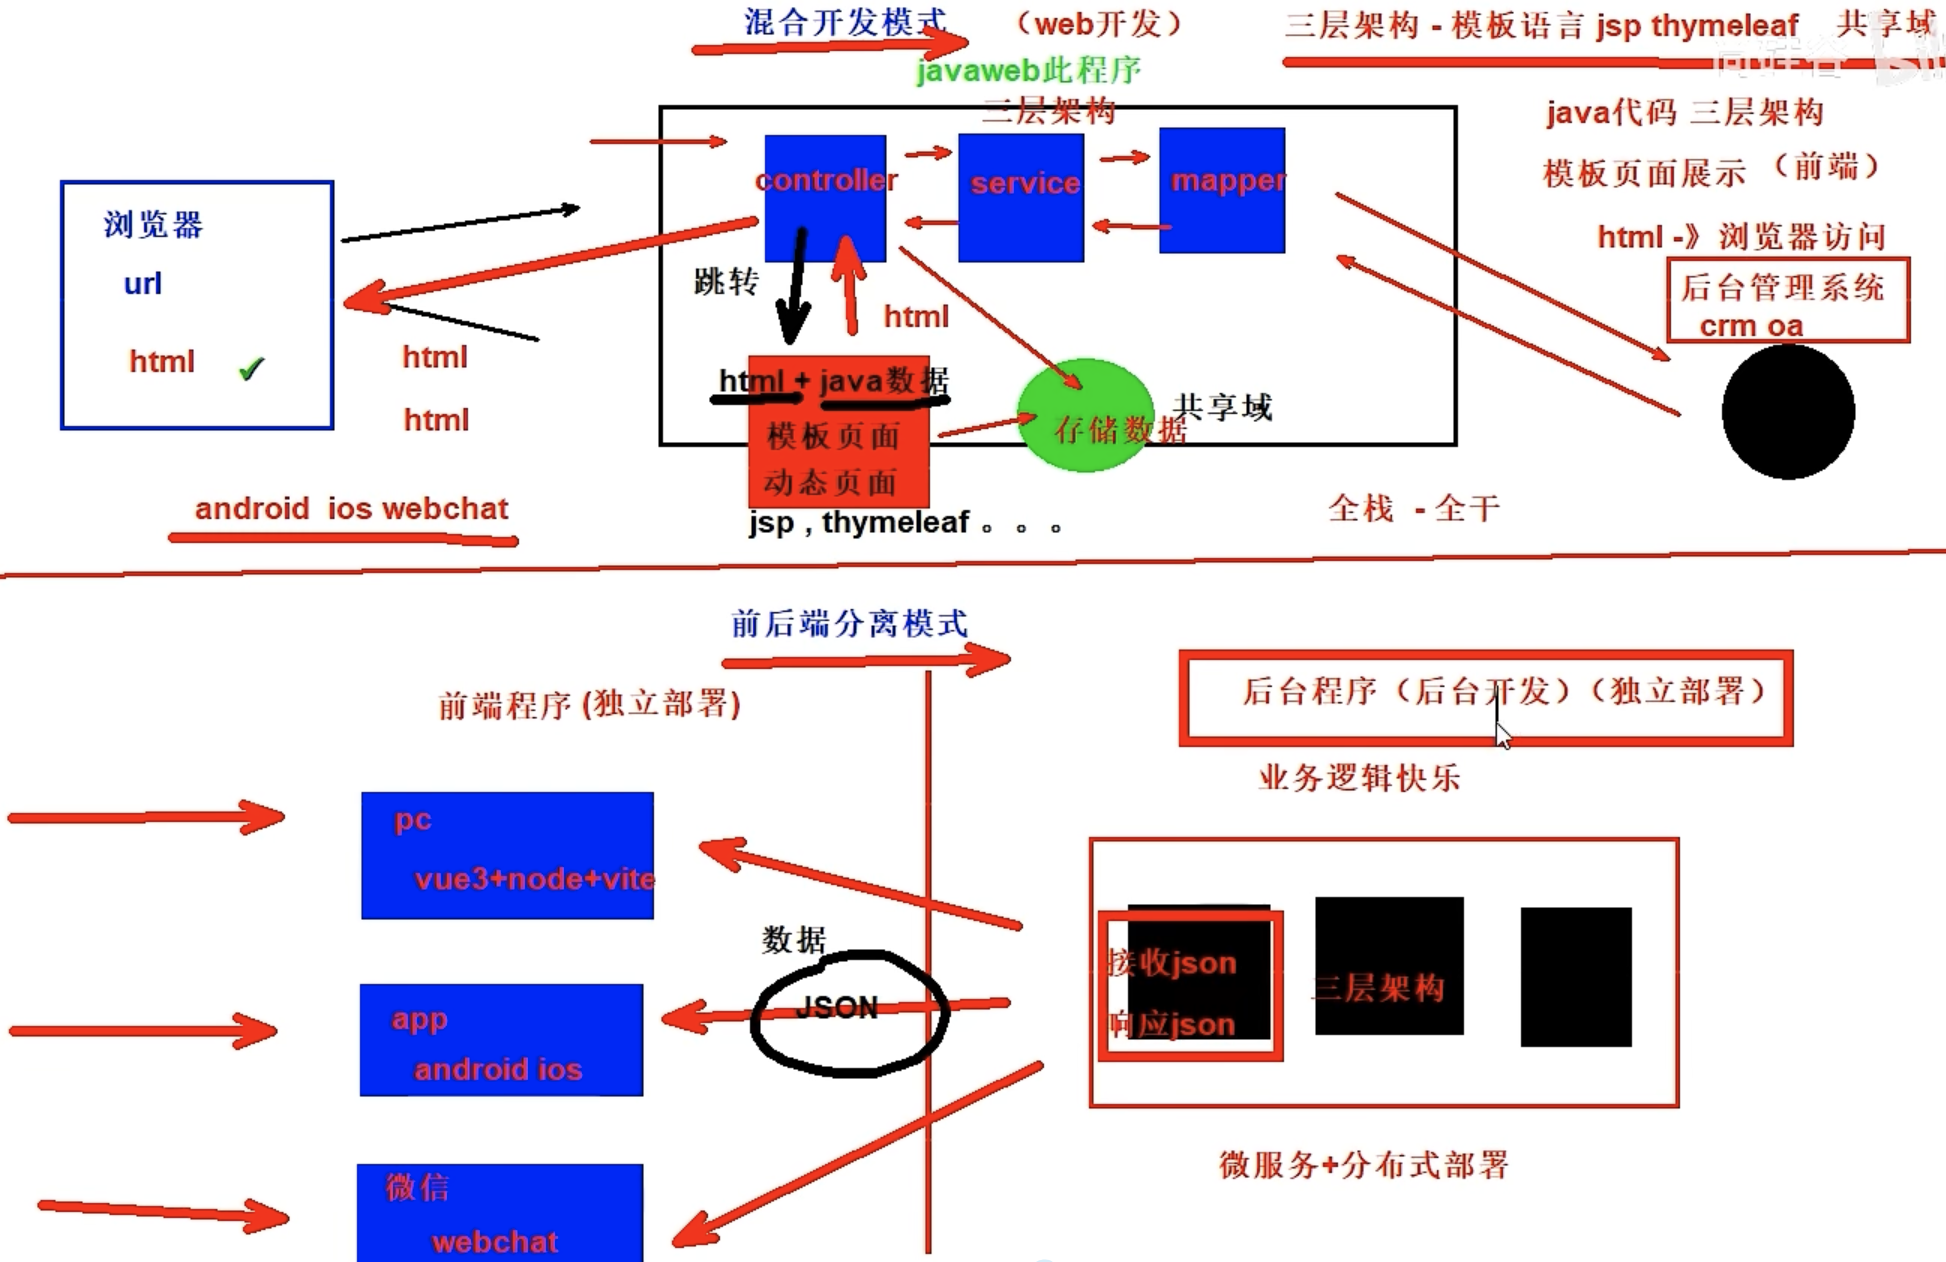 混合开发模式 （web开发） 三层架构 - 模板语言 jsp thymeleaf 共享域
javaweb此程序
三层架构
java代码 三层架构
模板页面展示 （前端）
html -》浏览器访问
后台管理系统
crm oa
controller service mapper
浏览器
url
html
html
html
跳转
html
html + java数据
模板页面
动态页面
jsp , thymeleaf 。。。
存储数据
共享域
android ios webchat
全栈 - 全干
前后端分离模式
前端程序 (独立部署)
后台程序（后台开发）（独立部署）
业务逻辑快乐
pc
vue3+node+vite
数据
JSON
app
android ios
微信
webchat
接收json
响应json
三层架构
微服务+分布式部署